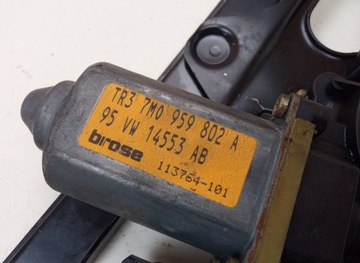 TR3 7M0 959 802 A
95 VW 14553 AB
brose
113764-101